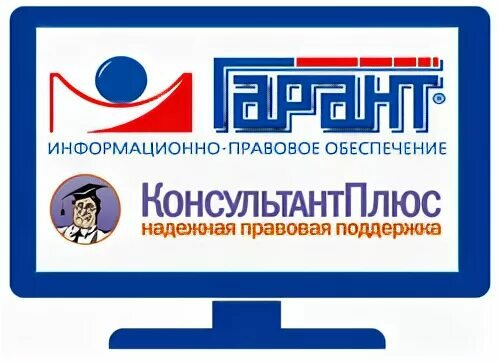 Гарант®
ИНФОРМАЦИОННО-ПРАВОВОЕ ОБЕСПЕЧЕНИЕ
КонсультантПлюс
надежная правовая поддержка